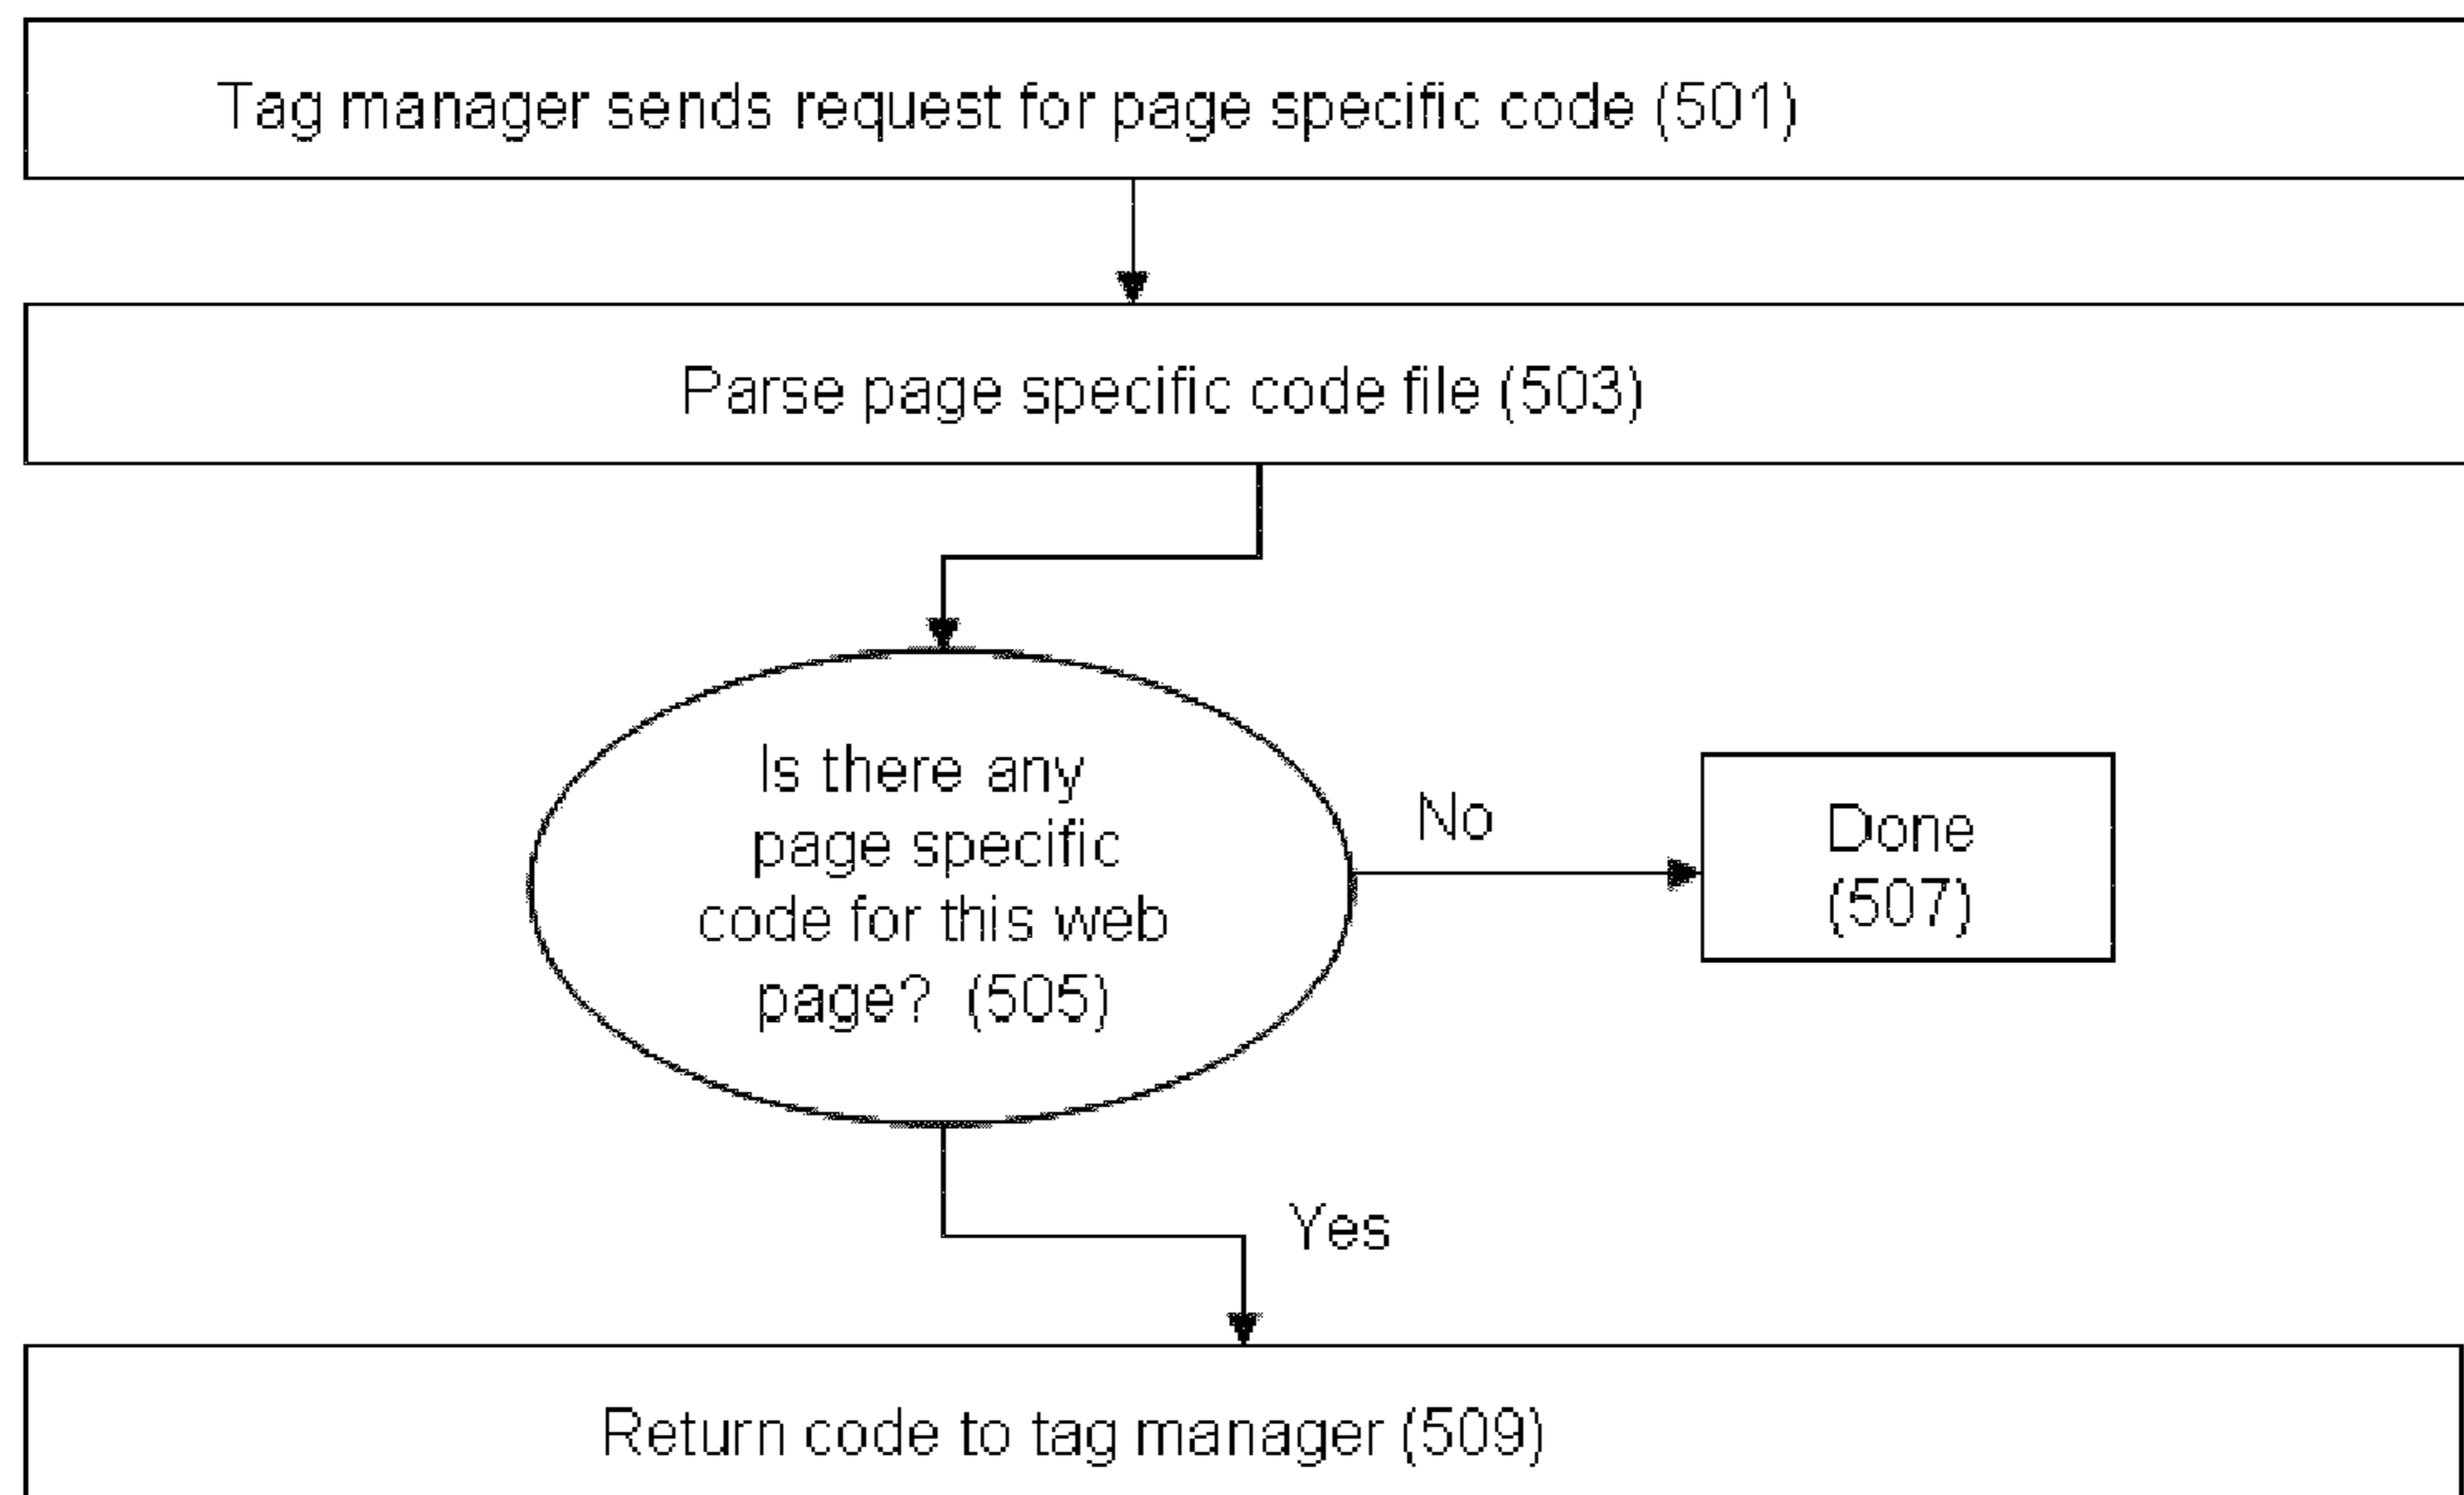 Tag manager sends request for page specific code (501)
Parse page specific code file (503)
Is there any
page specific
code for this web
page? (505)
No
Done
(507)
Yes
Return code to tag manager (509)